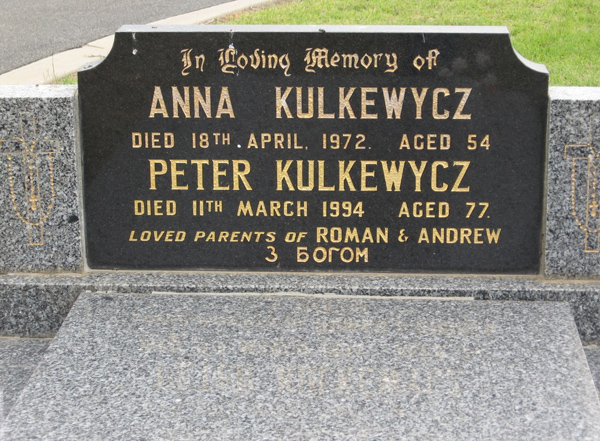 In Loving Memory of
ANNA KULKEWYCZ
DIED 18TH APRIL, 1972. AGED 54
PETER KULKEWYCZ
DIED 11TH MARCH 1994 AGED 77.
LOVED PARENTS OF ROMAN & ANDREW
З БОГОМ